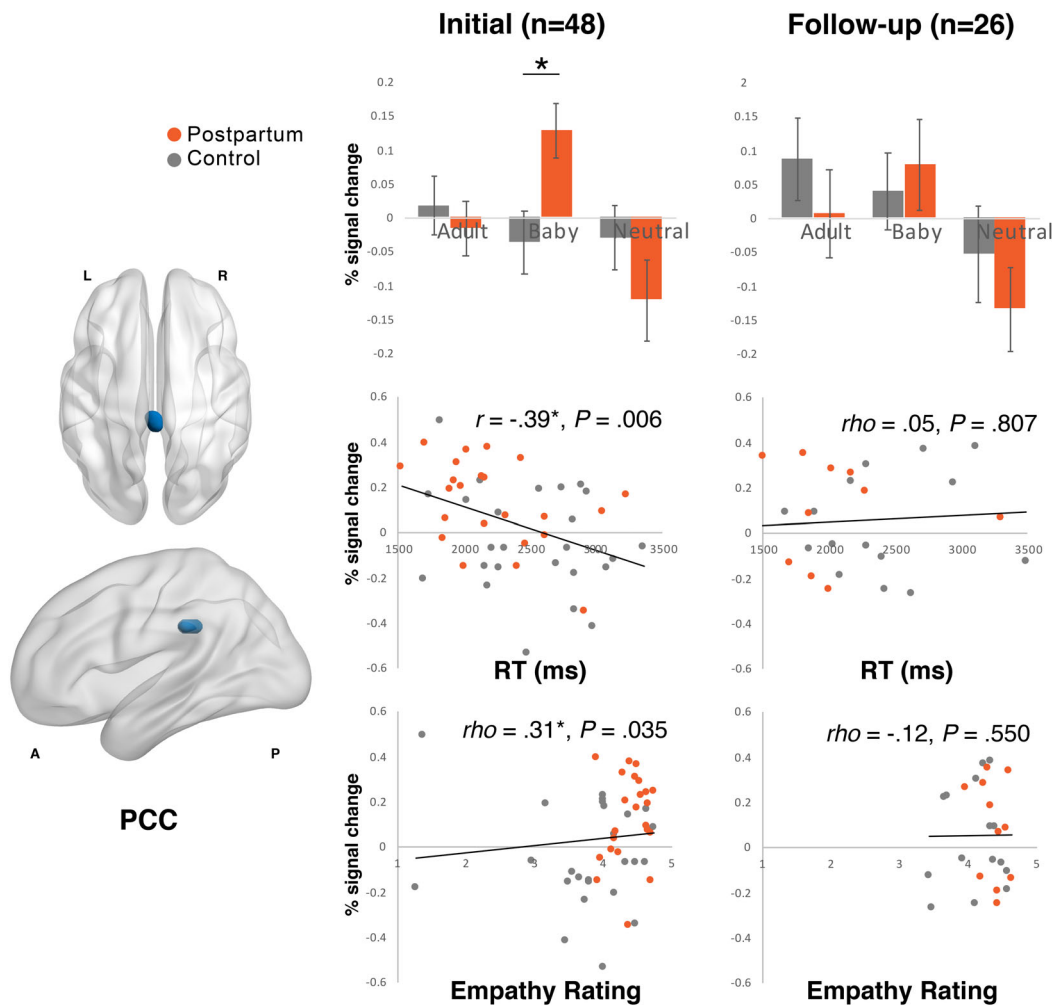 Initial (n=48)
Follow-up (n=26)
Postpartum
Control
L
R
A
P
PCC
% signal change
0.2
0.15
0.1
0.05
0
-0.05
-0.1
-0.15
-0.2
*
Adult
Baby
Neutral
2
0.15
0.1
0.05
0
-0.05
-0.1
-0.15
-0.2
Adult
Baby
Neutral
% signal change
0.6
0.4
0.2
0
-0.2
-0.4
-0.6
r = -.39*, P = .006
1500
2000
2500
3000
3500
RT (ms)
0.6
0.4
0.2
0
-0.2
-0.4
-0.6
rho = .05, P = .807
1500
2000
2500
3000
3500
RT (ms)
% signal change
0.6
0.4
0.2
0
-0.2
-0.4
-0.6
rho = .31*, P = .035
1
2
3
4
5
Empathy Rating
0.6
0.4
0.2
0
-0.2
-0.4
-0.6
rho = -.12, P = .550
1
2
3
4
5
Empathy Rating